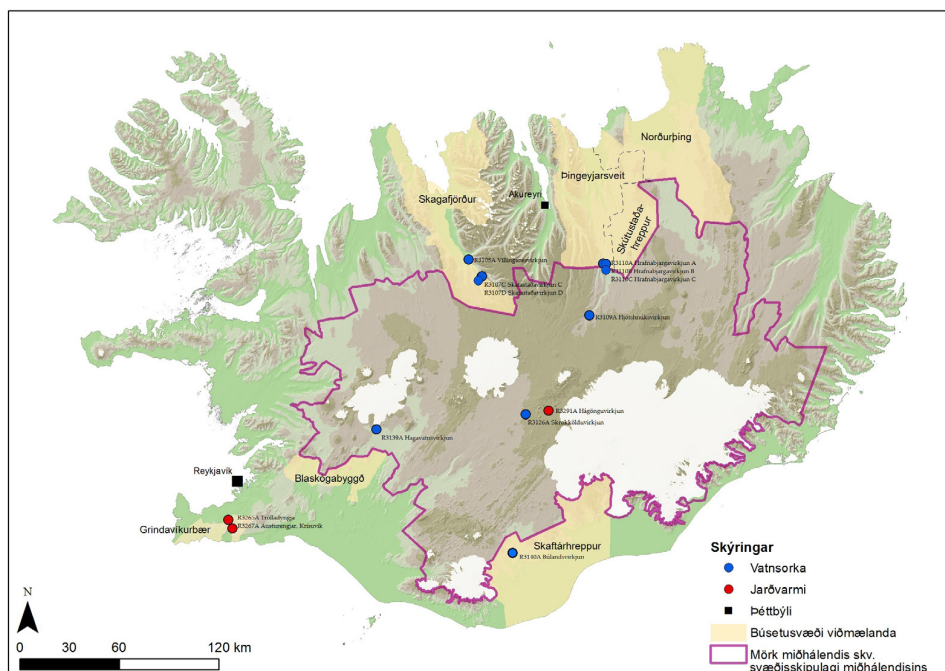 Norðurþing
Þingeyjarsveit
Skagafjörður
Akureyri
Skútustaða-
hreppur
R3105A Villinganesvirkjun
R3110A Hrafnabjargavirkjun A
R3110B Hrafnabjargavirkjun B
R3110C Hrafnabjargavirkjun C
R3107C Skatastaðavirkjun C
R3107D Skatastaðavirkjun D
R3109A Fljótshnúksvirkjun
R3291A Hágönguvirkjun
R3126A Skrokkölduvirkjun
R3139A Hagavatnsvirkjun
Reykjavík
Bláskógabyggð
R3265A Trölladyngja
R3267A Austurengjar, Krísuvík
Grindavíkurbær
Skaftárhreppur
R3140A Búlandsvirkjun
Skýringar
Vatnsorka
Jarðvarmi
Þéttbýli
Búsetusvæði viðmælanda
Mörk miðhálendis skv.
svæðisskipulagi miðhálendisins
N
0 30 60 120 km